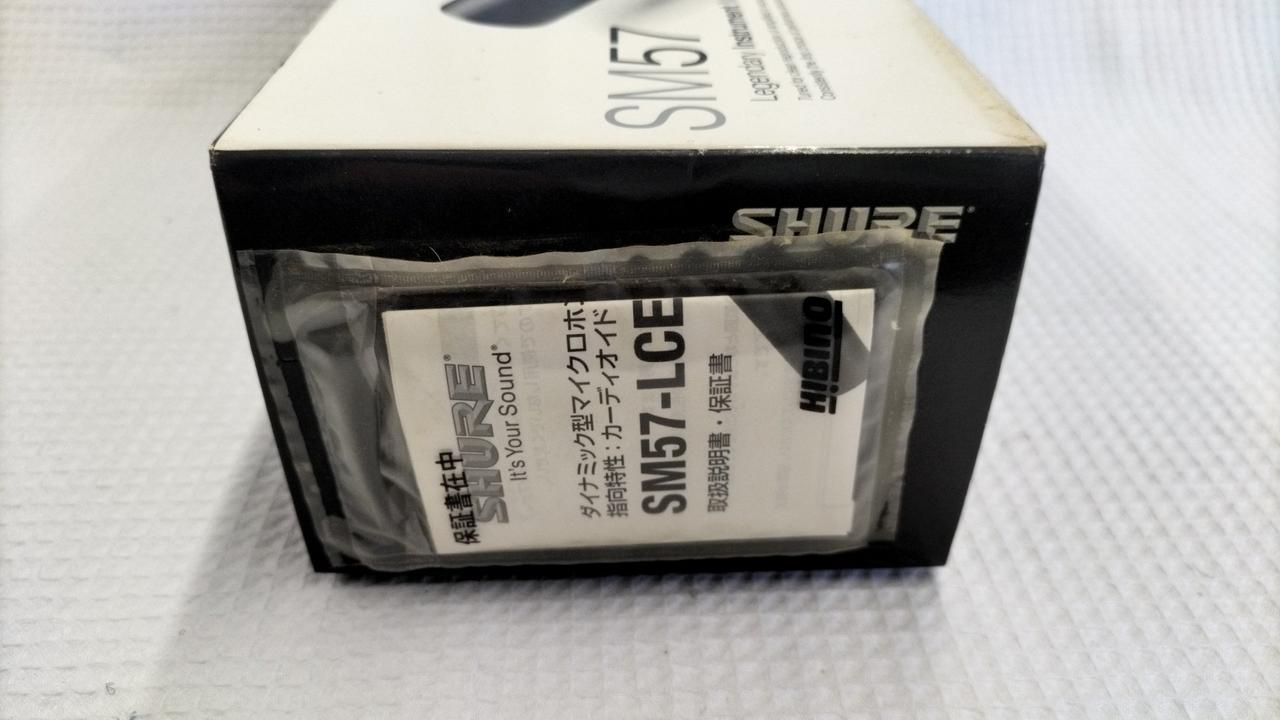 SM57
Legendary Instrument
SHURE®
保証書在中
SHURE®
It's Your Sound®
ダイナミック型マイクロホ
指向特性：カーディオイド
SM57-LCE
取扱説明書・保証書
HIBINO